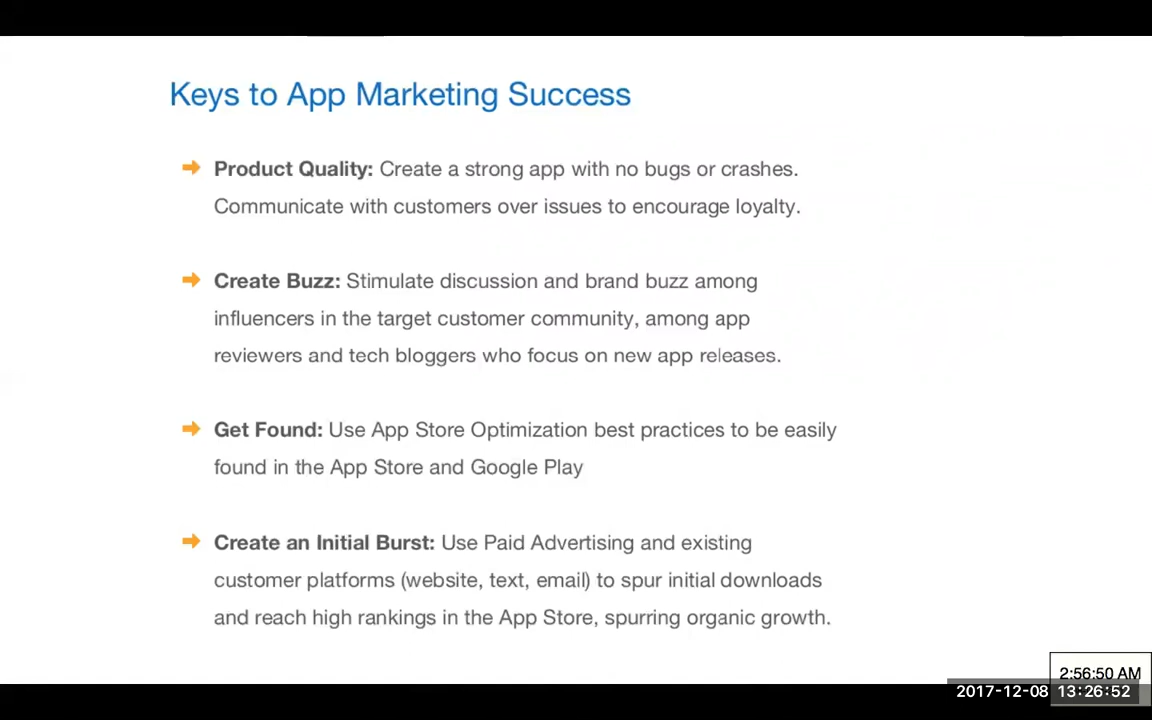 Keys to App Marketing Success
Product Quality: Create a strong app with no bugs or crashes.
Communicate with customers over issues to encourage loyalty.
Create Buzz: Stimulate discussion and brand buzz among
influencers in the target customer community, among app
reviewers and tech bloggers who focus on new app releases.
Get Found: Use App Store Optimization best practices to be easily
found in the App Store and Google Play
Create an Initial Burst: Use Paid Advertising and existing
customer platforms (website, text, email) to spur initial downloads
and reach high rankings in the App Store, spurring organic growth.
2:56:50 AM
2017-12-08 13:26:52